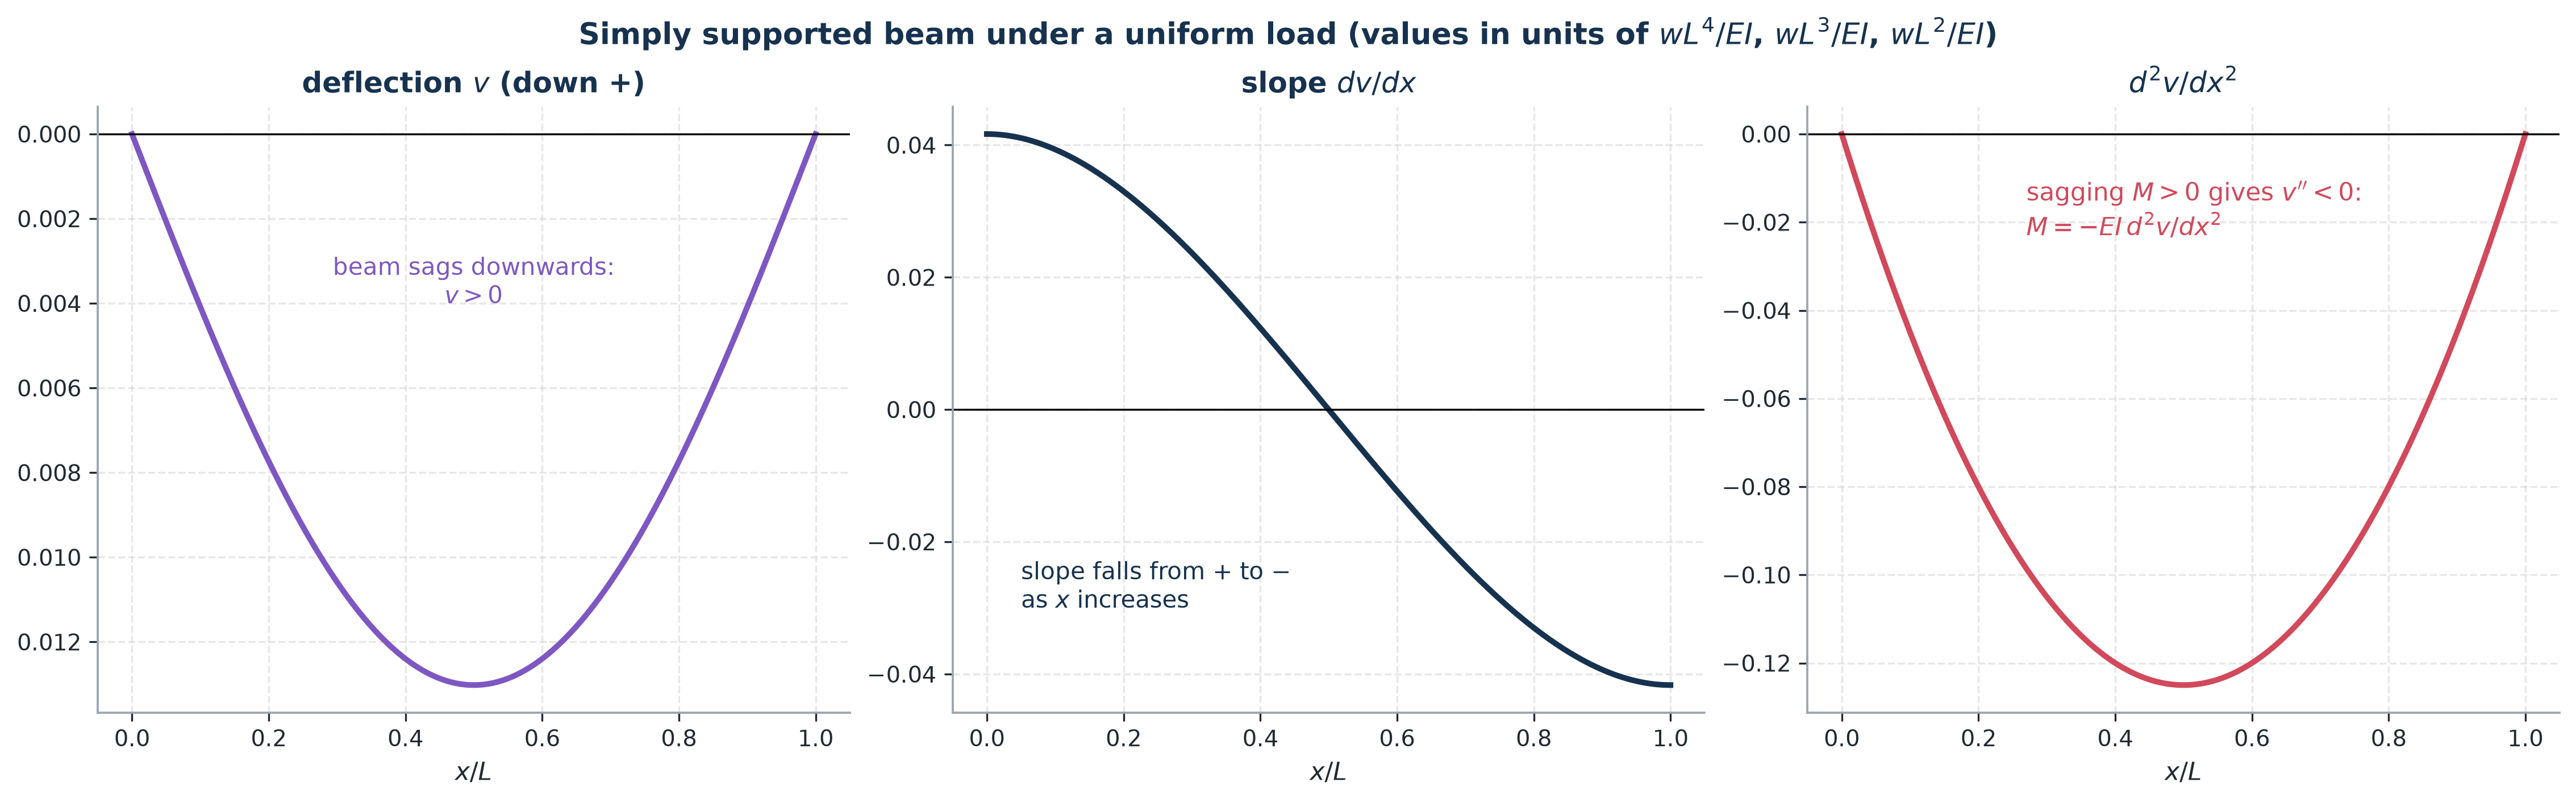 Simply supported beam under a uniform load (values in units of wL⁴/EI, wL³/EI, wL²/EI)
deflection v (down +)
0.000
0.002
0.004
0.006
0.008
0.010
0.012
beam sags downwards:
v > 0
0.0 0.2 0.4 0.6 0.8 1.0
x/L
slope dv/dx
0.04
0.02
0.00
−0.02
−0.04
slope falls from + to −
as x increases
0.0 0.2 0.4 0.6 0.8 1.0
x/L
d²v/dx²
0.00
−0.02
−0.04
−0.06
−0.08
−0.10
−0.12
sagging M > 0 gives v″ < 0:
M = −EI d²v/dx²
0.0 0.2 0.4 0.6 0.8 1.0
x/L